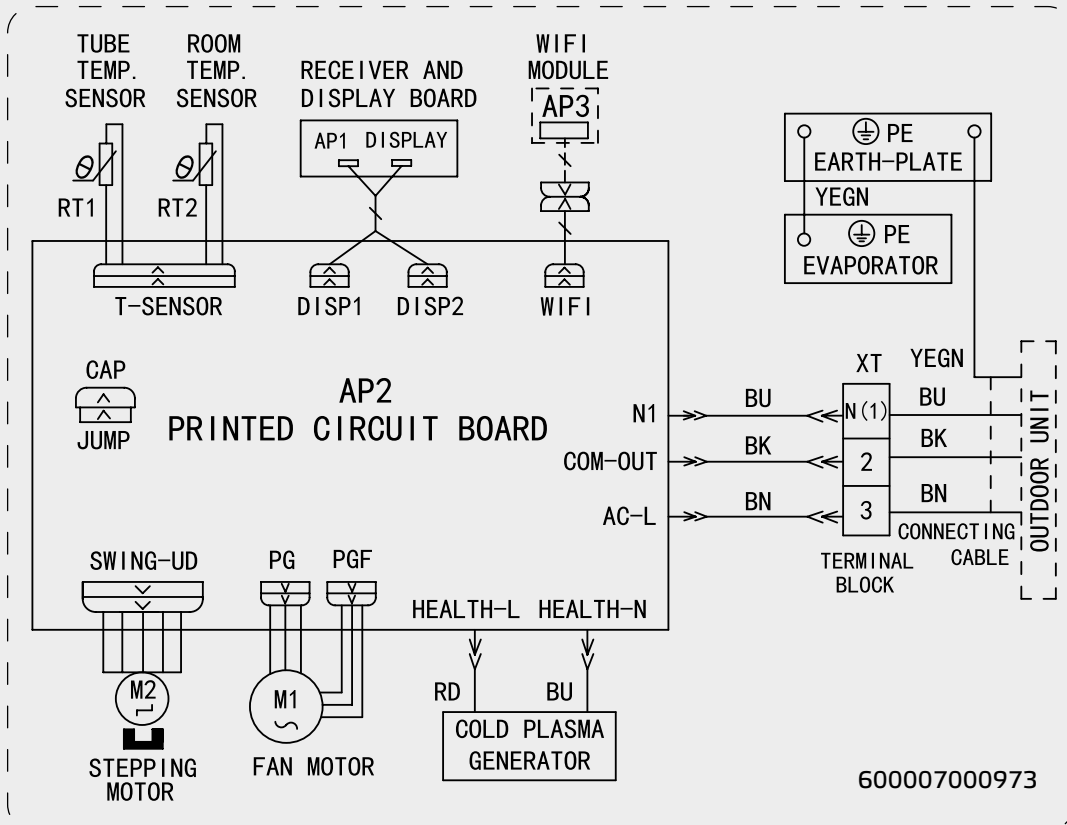 TUBE
TEMP.
SENSOR
ROOM
TEMP.
SENSOR
RECEIVER AND
DISPLAY BOARD
AP1 DISPLAY
WIFI
MODULE
AP3
RT1
RT2
PE
EARTH-PLATE
YEGN
PE
EVAPORATOR
T-SENSOR
DISP1
DISP2
WIFI
CAP
JUMP
AP2
PRINTED CIRCUIT BOARD
N1
COM-OUT
AC-L
BU
BK
BN
XT
N(1)
2
3
TERMINAL
BLOCK
YEGN
BU
BK
BN
CONNECTING
CABLE
OUTDOOR UNIT
SWING-UD
PG
PGF
HEALTH-L
HEALTH-N
M2
STEPPING
MOTOR
M1
FAN MOTOR
RD
BU
COLD PLASMA
GENERATOR
600007000973